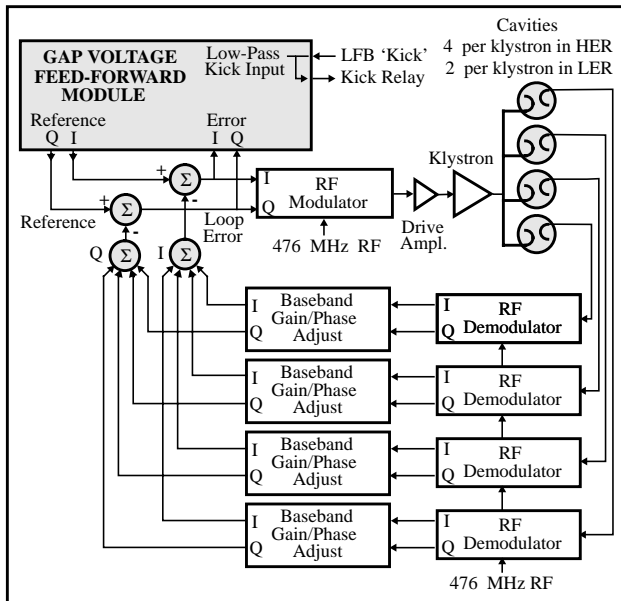 GAP VOLTAGE
FEED-FORWARD
MODULE
Low-Pass
Kick Input
LFB ‘Kick’
Kick Relay
Cavities
4 per klystron in HER
2 per klystron in LER
Reference
Q I
Error
I Q
+
Σ
-
+
Σ
-
Reference
Loop
Error
I
Q
RF
Modulator
476 MHz RF
Drive
Ampl.
Klystron
Q
Σ
I
Σ
I
Q
Baseband
Gain/Phase
Adjust
I
Q
RF
Demodulator
I
Q
Baseband
Gain/Phase
Adjust
I
Q
RF
Demodulator
I
Q
Baseband
Gain/Phase
Adjust
I
Q
RF
Demodulator
I
Q
Baseband
Gain/Phase
Adjust
I
Q
RF
Demodulator
476 MHz RF